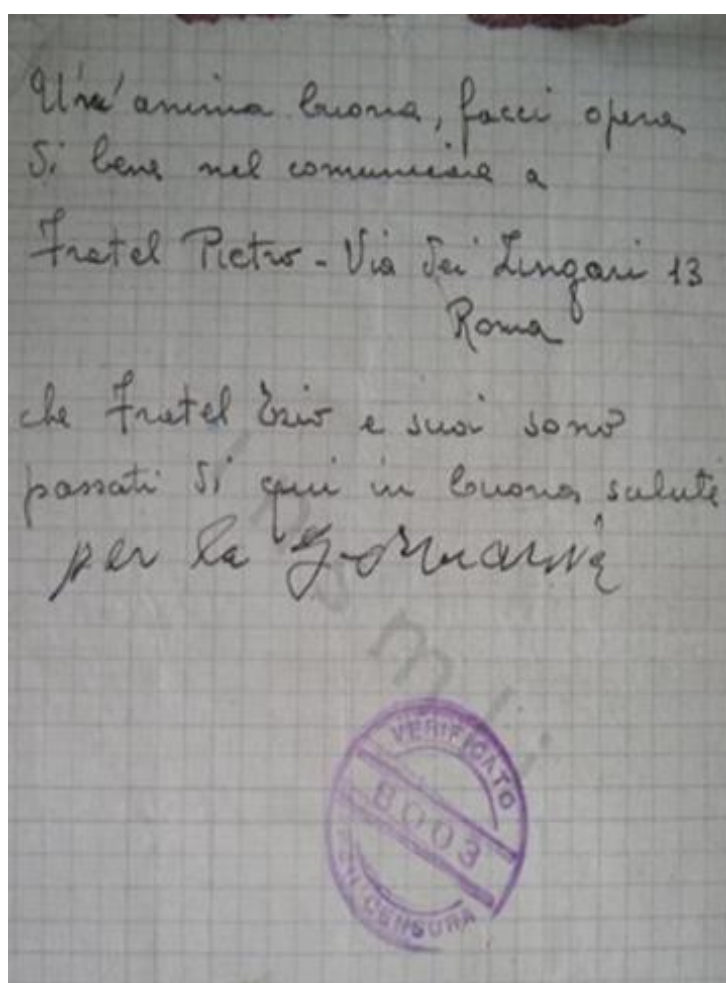 Un'anima buona, facci opera
di bene nel comunicare a
Fratel Pietro - Via dei Zingari 13
Roma
che Fratel Ezio e suoi sono
passati di qui in buona salute
per la Germania
VERIFICATO
8003
CENSURA